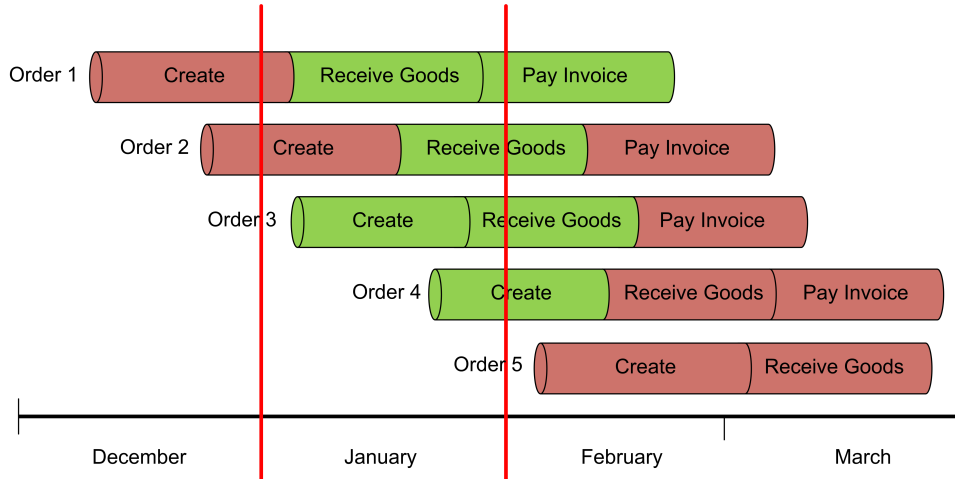 Order 1 Create Receive Goods Pay Invoice
Order 2 Create Receive Goods Pay Invoice
Order 3 Create Receive Goods Pay Invoice
Order 4 Create Receive Goods Pay Invoice
Order 5 Create Receive Goods
December January February March